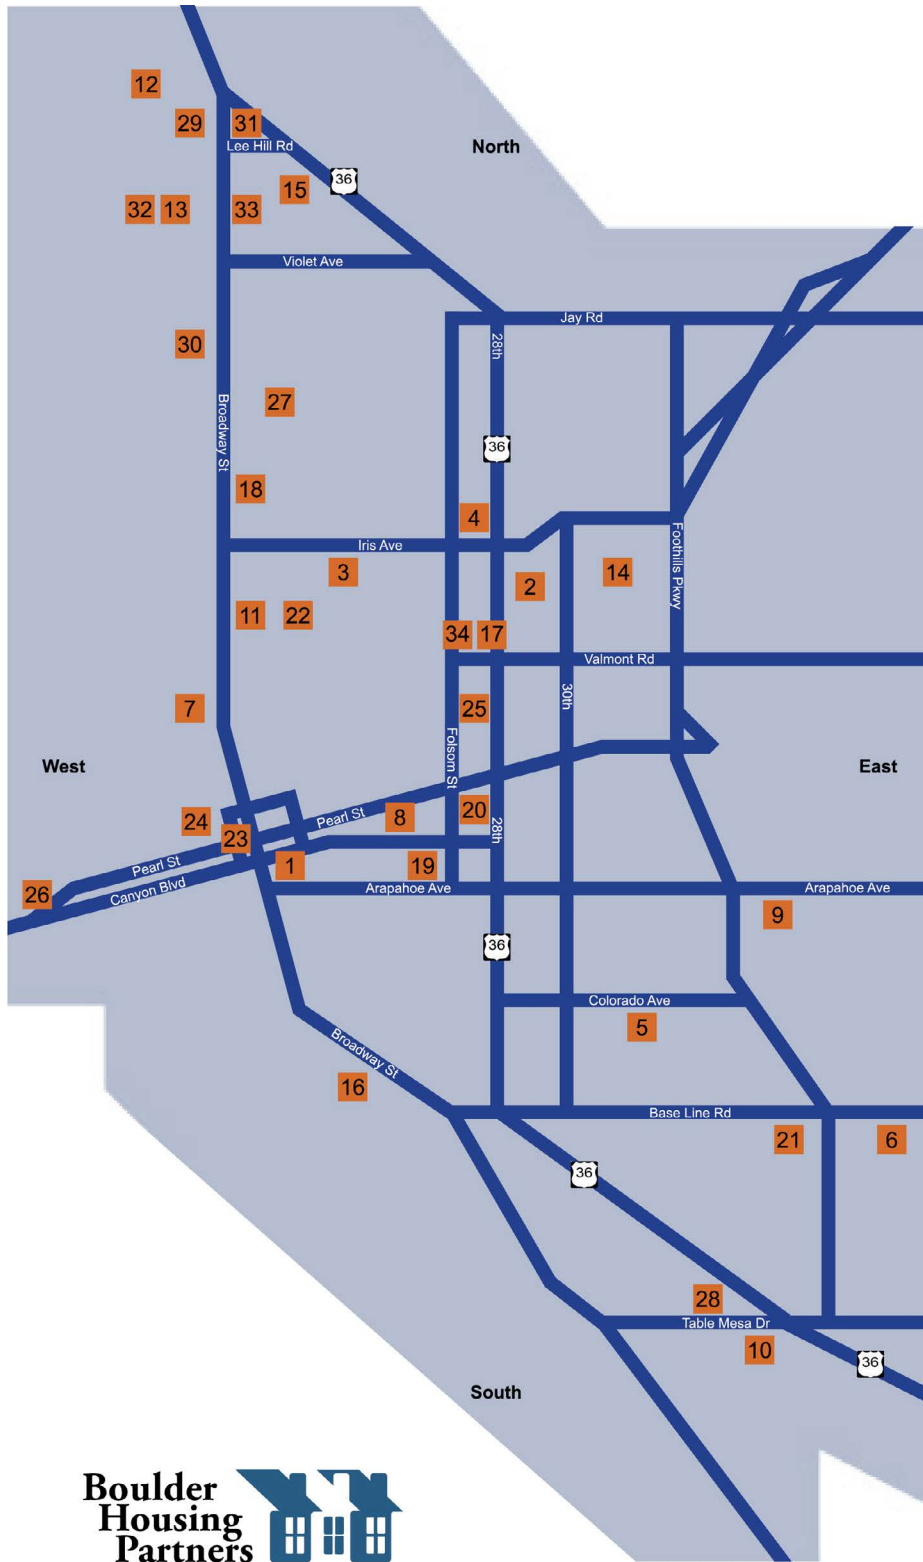 12
29
31
Lee Hill Rd
North
15
36
32
13
33
Violet Ave
Jay Rd
30
28th
27
Broadway St
36
18
4
Iris Ave
3
2
14
Foothills Pkwy
11
22
34
17
Valmont Rd
7
25
30th
Folsom St
West
East
24
23
Pearl St
8
20
28th
1
19
Pearl St
26
Canyon Blvd
Arapahoe Ave
Arapahoe Ave
9
36
Colorado Ave
5
Broadway St
16
Base Line Rd
21
6
36
28
Table Mesa Dr
10
36
South
Boulder
Housing
Partners